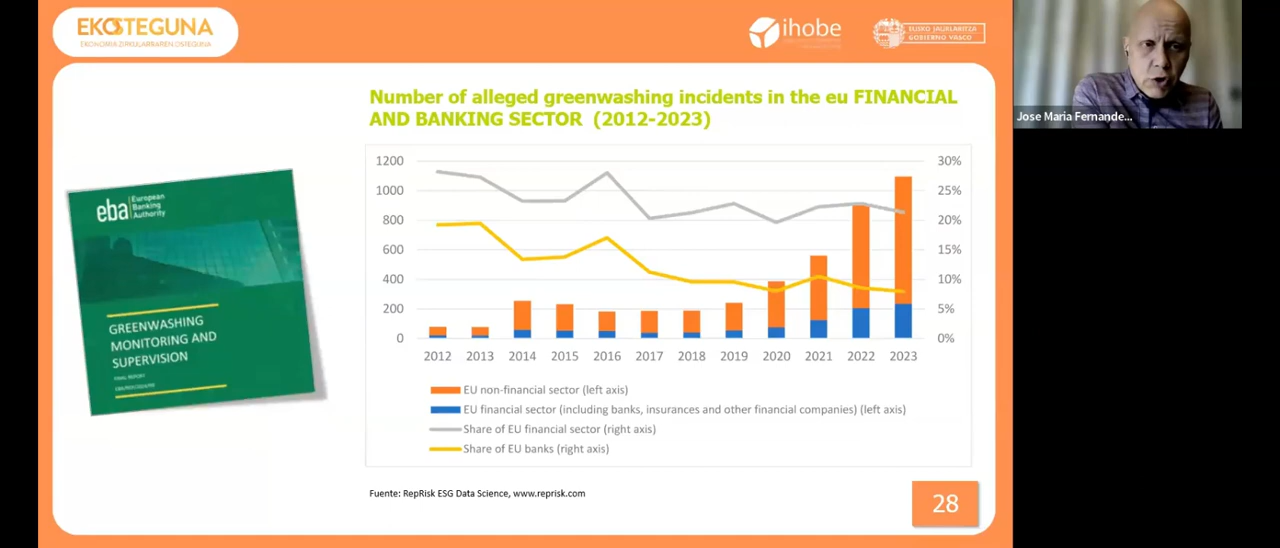 EKOSTEGUNA
EKONOMIA ZIRKULARRAREN OSTEGUNA
ihobe
EUSKO JAURLARITZA
GOBIERNO VASCO
Jose Maria Fernande...
Number of alleged greenwashing incidents in the eu FINANCIAL
AND BANKING SECTOR (2012-2023)
eba European
Banking
Authority
GREENWASHING
MONITORING AND
SUPERVISION
FINAL REPORT
1200
1000
800
600
400
200
0
30%
25%
20%
15%
10%
5%
0%
2012 2013 2014 2015 2016 2017 2018 2019 2020 2021 2022 2023
EU non-financial sector (left axis)
EU financial sector (including banks, insurances and other financial companies) (left axis)
Share of EU financial sector (right axis)
Share of EU banks (right axis)
Fuente: RepRisk ESG Data Science, www.reprisk.com
28